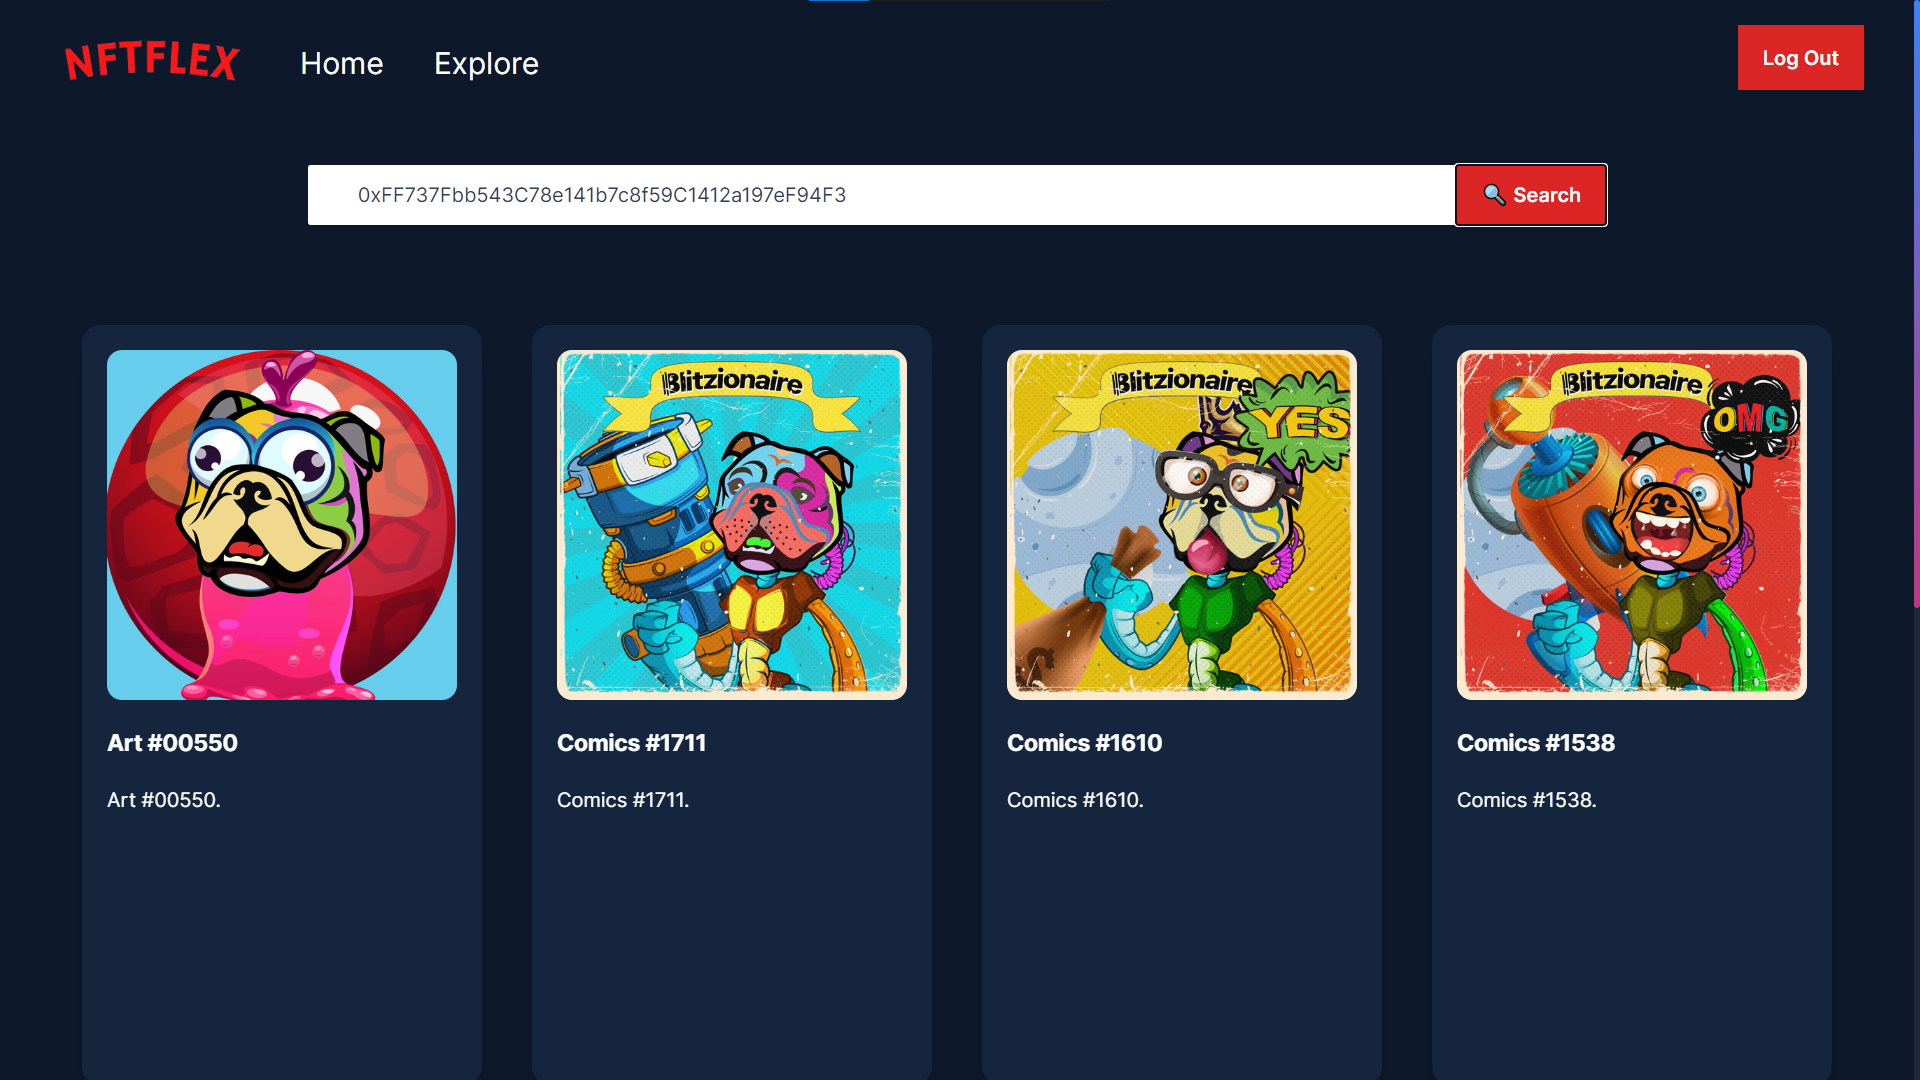 NFTFLEX
Home
Explore
Log Out
0xFF737Fbb543C78e141b7c8f59C1412a197eF94F3
Search
Blitzionaire
Blitzionaire
YES
Blitzionaire
OMG
Art #00550
Comics #1711
Comics #1610
Comics #1538
Art #00550.
Comics #1711.
Comics #1610.
Comics #1538.